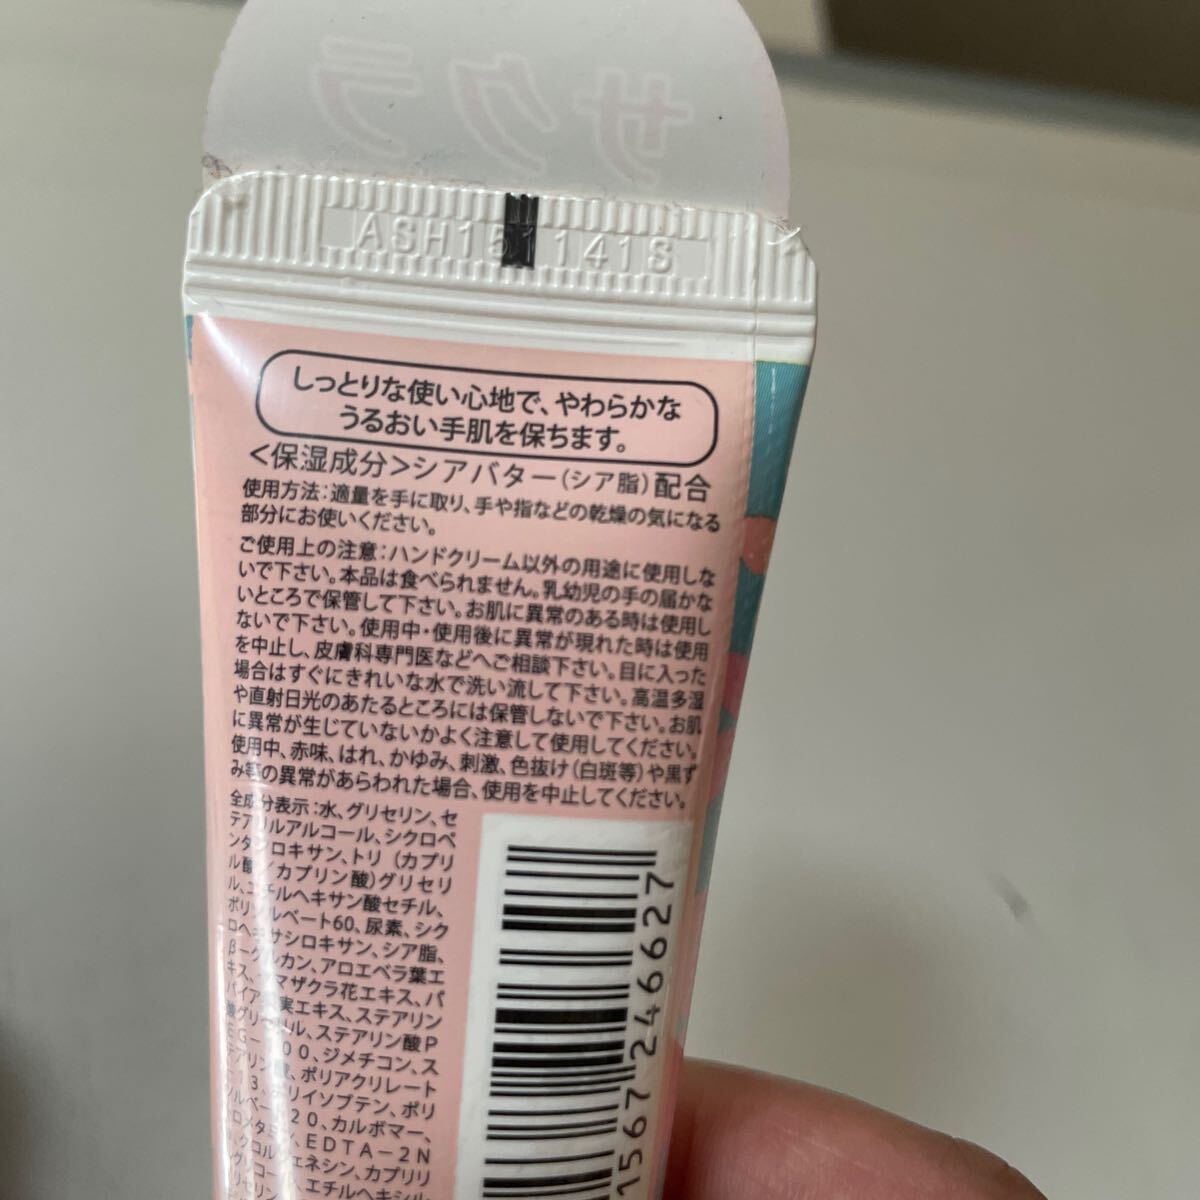 サクラ
ASH151141S
しっとりな使い心地で、やわらかな
うるおい手肌を保ちます。
<保湿成分>シアバター(シア脂)配合
使用方法:適量を手に取り、手や指などの乾燥の気になる
部分にお使いください。
ご使用上の注意:ハンドクリーム以外の用途に使用しな
いで下さい。本品は食べられません。乳幼児の手の届かな
いところで保管して下さい。お肌に異常のある時は使用し
ないで下さい。使用中・使用後に異常が現れた時は使用
を中止し、皮膚科専門医などへご相談下さい。目に入った
場合はすぐにきれいな水で洗い流して下さい。高温多湿
や直射日光のあたるところには保管しないで下さい。お肌
に異常が生じていないかよく注意して使用してください。
使用中、赤味、はれ、かゆみ、刺激、色抜け(白斑等)や黒ず
み等の異常があらわれた場合、使用を中止してください。
全成分表示:水、グリセリン、セ
テアリルアルコール、シクロペ
ンタシロキサン、トリ(カプリ
ル酸/カプリン酸)グリセリ
ル、エチルヘキサン酸セチル、
ポリソルベート60、尿素、シク
ロヘキサシロキサン、シア脂、
β-グルカン、アロエベラ葉エ
キス、ヤマザクラ花エキス、パ
パイア果実エキス、ステアリン
酸グリセリル、ステアリン酸P
EG-100、ジメチコン、ス
テアリン酸、ポリアクリレート
-13、ポリイソブテン、ポリ
ソルベート20、カルボマー、
トロメタミン、EDTA-2N
クロルフェネシン、カプリリ
エチルヘキシル
1567246627